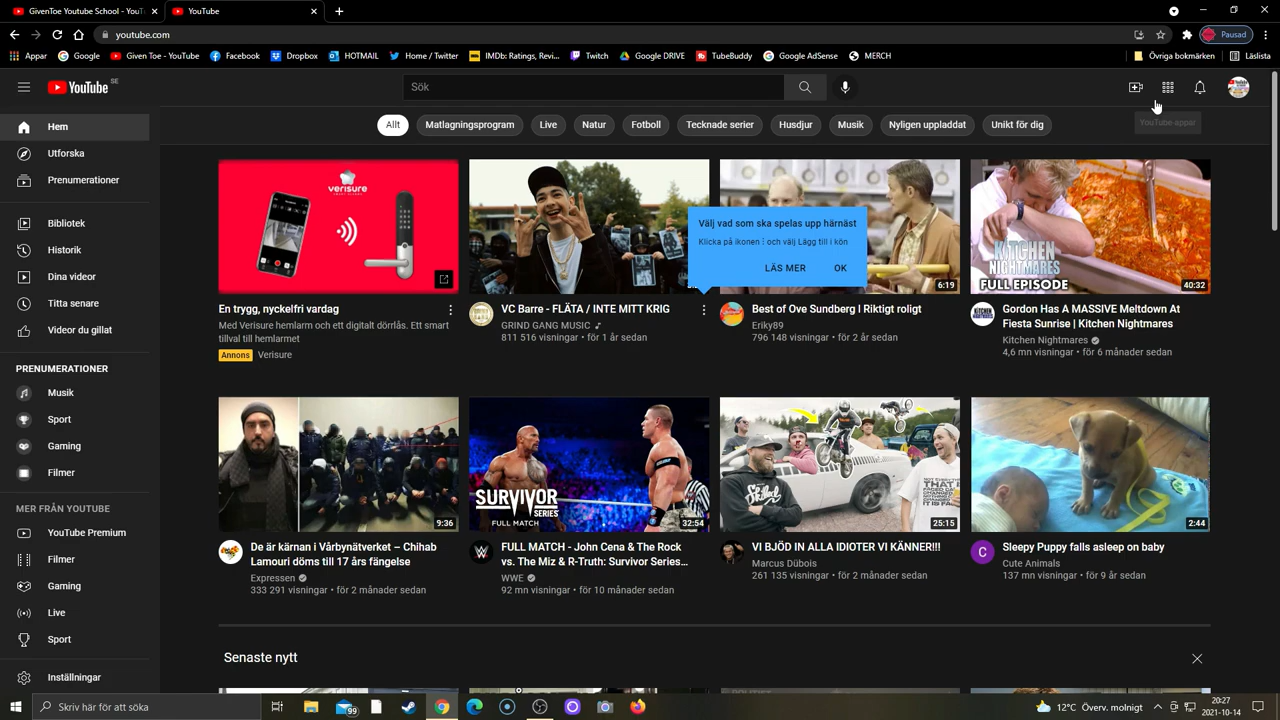 GivenToe Youtube School - YouT
YouTube
youtube.com
Pausad
Appar
Google
Given Toe - YouTube
Facebook
Dropbox
HOTMAIL
Home / Twitter
IMDb: Ratings, Revi...
Twitch
Google DRIVE
TubeBuddy
Google AdSense
MERCH
Övriga bokmärken
Läslista
YouTube SE
Sök
YouTube-appar
Allt
Matlagningsprogram
Live
Natur
Fotboll
Tecknade serier
Husdjur
Musik
Nyligen uppladdat
Unikt för dig
Hem
Utforska
Prenumerationer
Bibliotek
Historik
Dina videor
Titta senare
Videor du gillat
PRENUMERATIONER
Musik
Sport
Gaming
Filmer
MER FRÅN YOUTUBE
YouTube Premium
Filmer
Gaming
Live
Sport
Inställningar
verisure
En trygg, nyckelfri vardag
Med Verisure hemlarm och ett digitalt dörrlås. Ett smart
tillval till hemlarmet
Annons Verisure
VC Barre - FLÄTA / INTE MITT KRIG
GRIND GANG MUSIC
811 516 visningar • för 1 år sedan
Välj vad som ska spelas upp härnäst
Klicka på ikonen ⋮ och välj Lägg till i kön
LÄS MER
OK
6:19
Best of Ove Sundberg I Riktigt roligt
Eriky89
796 148 visningar • för 2 år sedan
KITCHEN
NIGHTMARES
FULL EPISODE
40:32
Gordon Has A MASSIVE Meltdown At
Fiesta Sunrise | Kitchen Nightmares
Kitchen Nightmares
4,6 mn visningar • för 6 månader sedan
9:36
De är kärnan i Vårbynätverket – Chihab
Lamouri döms till 17 års fängelse
Expressen
333 291 visningar • för 2 månader sedan
SURVIVOR
SERIES
FULL MATCH
32:54
FULL MATCH - John Cena & The Rock
vs. The Miz & R-Truth: Survivor Series...
WWE
92 mn visningar • för 10 månader sedan
25:15
VI BJÖD IN ALLA IDIOTER VI KÄNNER!!!
Marcus Dübois
261 135 visningar • för 2 månader sedan
2:44
C
Sleepy Puppy falls asleep on baby
Cute Animals
137 mn visningar • för 9 år sedan
Senaste nytt
Skriv här för att söka
99
12°C Överv. molnigt
20:27
2021-10-14